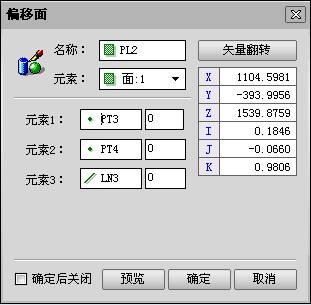 偏移面
名称： PL2 矢量翻转
元素： 面:1
X 1104.5981
Y -393.9956
Z 1539.8759
I 0.1846
J -0.0660
K 0.9806
元素1： PT3 0
元素2： PT4 0
元素3： LN3 0
确定后关闭 预览 确定 取消